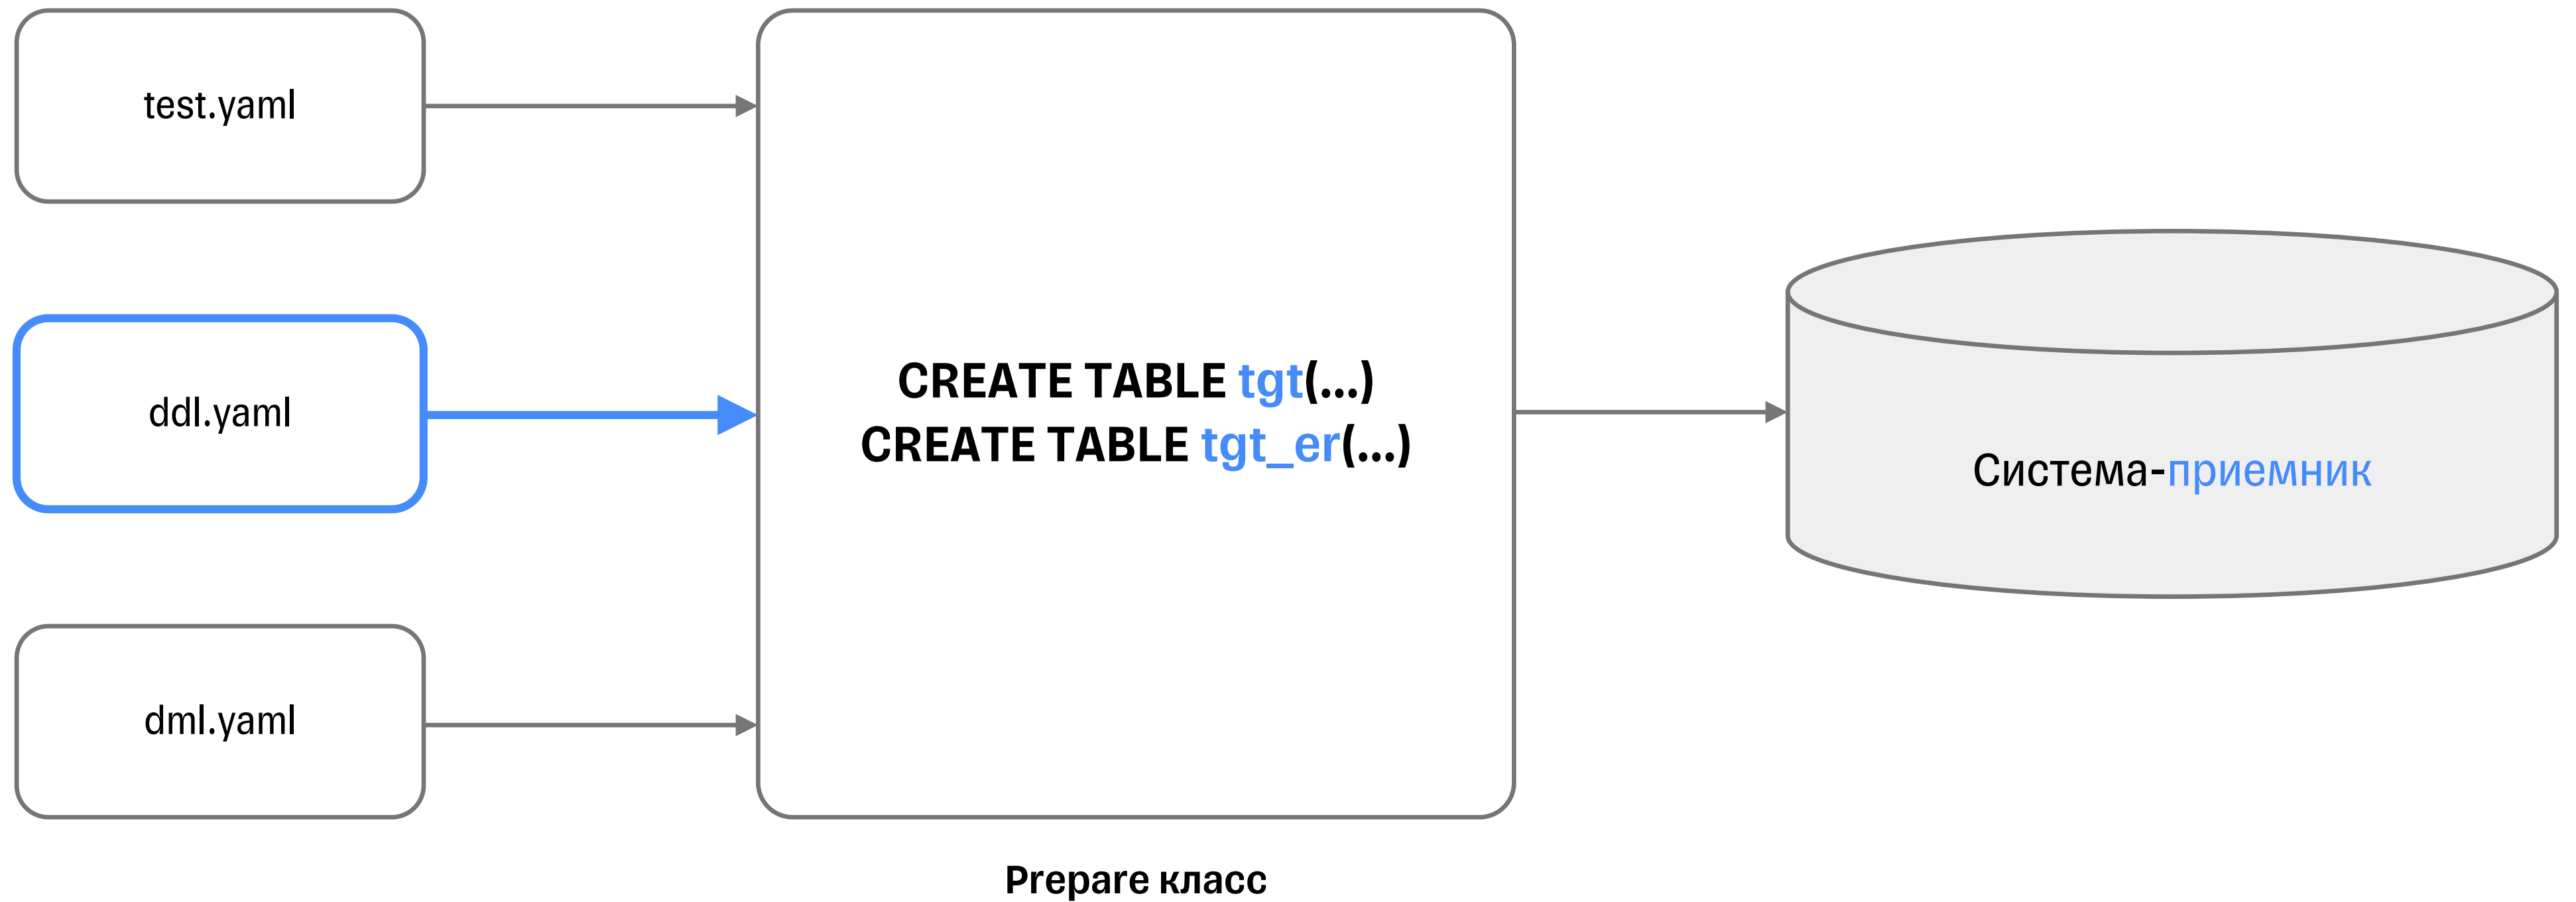 test.yaml
ddl.yaml
dml.yaml
CREATE TABLE tgt(...)
CREATE TABLE tgt_er(...)
Prepare класс
Система-приемник